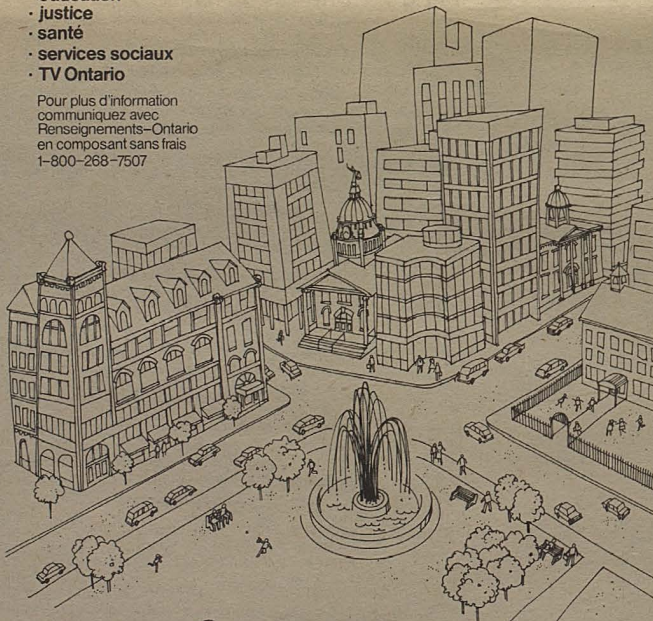 · justice
· santé
· services sociaux
· TV Ontario
Pour plus d'information
communiquez avec
Renseignements–Ontario
en composant sans frais
1–800–268–7507